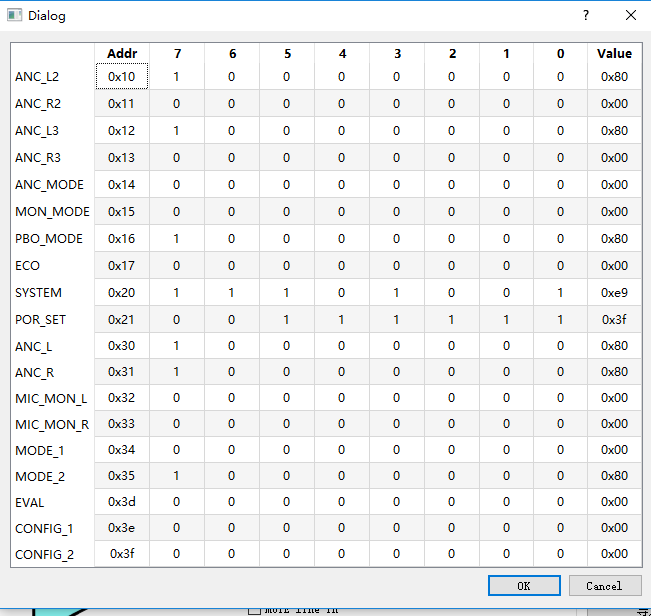 Dialog
? 
Addr 7 6 5 4 3 2 1 0 Value
ANC_L2 0x10 1 0 0 0 0 0 0 0 0x80
ANC_R2 0x11 0 0 0 0 0 0 0 0 0x00
ANC_L3 0x12 1 0 0 0 0 0 0 0 0x80
ANC_R3 0x13 0 0 0 0 0 0 0 0 0x00
ANC_MODE 0x14 0 0 0 0 0 0 0 0 0x00
MON_MODE 0x15 0 0 0 0 0 0 0 0 0x00
PBO_MODE 0x16 1 0 0 0 0 0 0 0 0x80
ECO 0x17 0 0 0 0 0 0 0 0 0x00
SYSTEM 0x20 1 1 1 0 1 0 0 1 0xe9
POR_SET 0x21 0 0 1 1 1 1 1 1 0x3f
ANC_L 0x30 1 0 0 0 0 0 0 0 0x80
ANC_R 0x31 1 0 0 0 0 0 0 0 0x80
MIC_MON_L 0x32 0 0 0 0 0 0 0 0 0x00
MIC_MON_R 0x33 0 0 0 0 0 0 0 0 0x00
MODE_1 0x34 0 0 0 0 0 0 0 0 0x00
MODE_2 0x35 1 0 0 0 0 0 0 0 0x80
EVAL 0x3d 0 0 0 0 0 0 0 0 0x00
CONFIG_1 0x3e 0 0 0 0 0 0 0 0 0x00
CONFIG_2 0x3f 0 0 0 0 0 0 0 0 0x00
OK Cancel